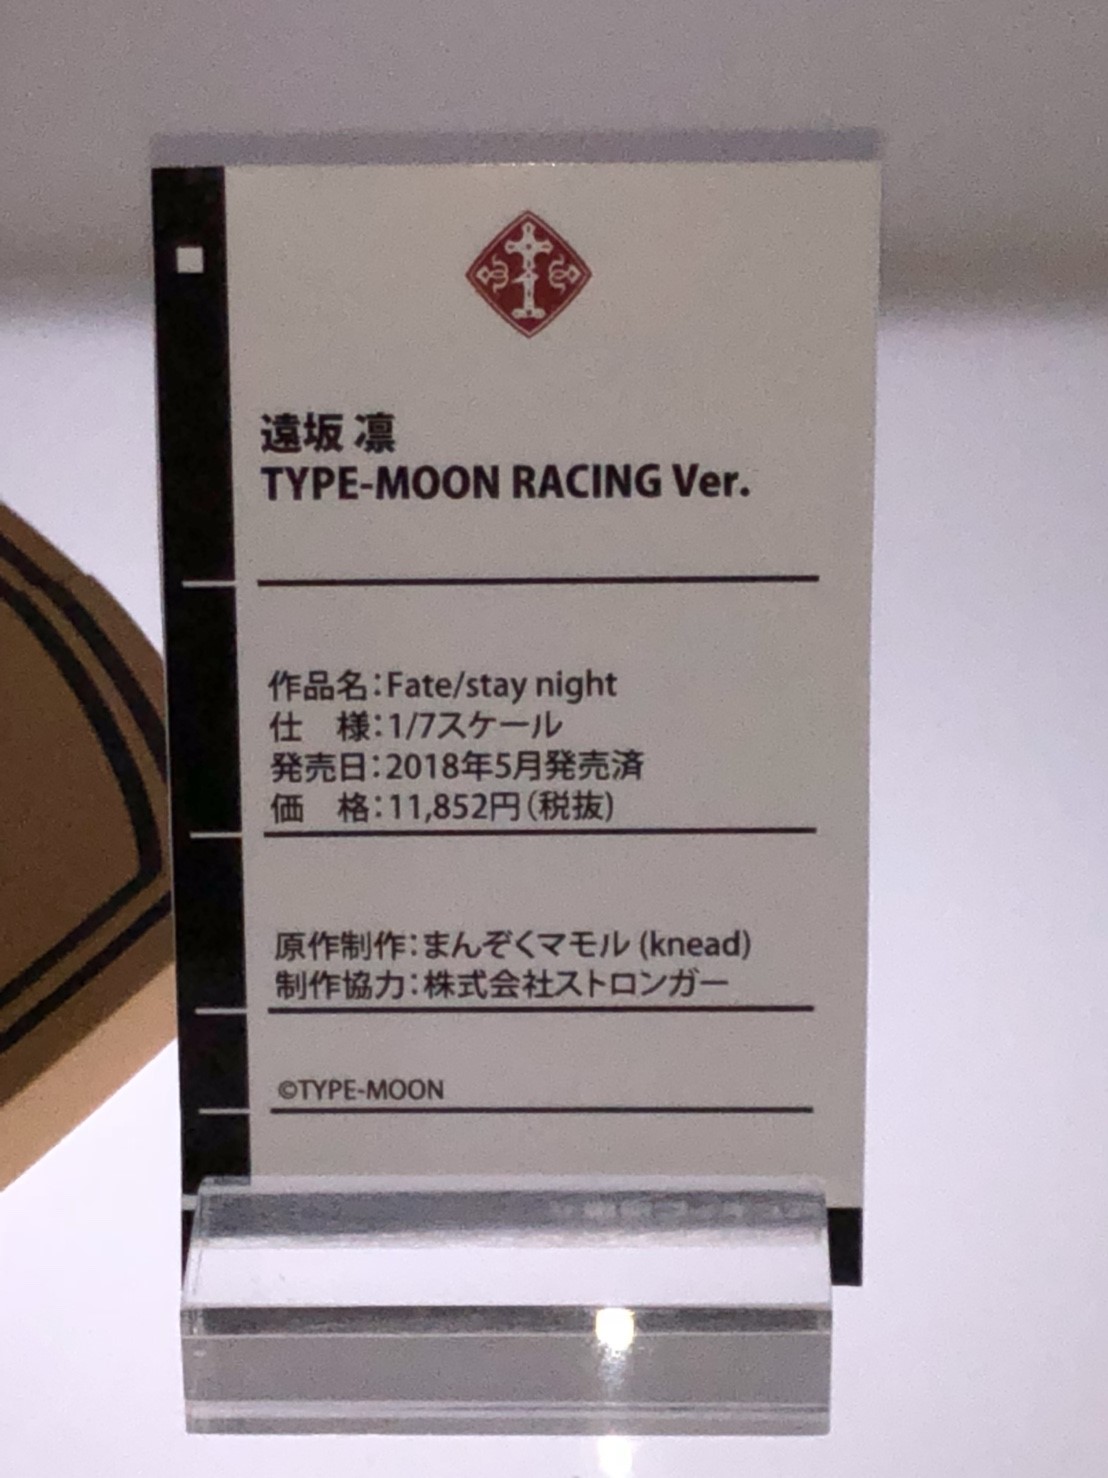 遠坂 凛
TYPE-MOON RACING Ver.
作品名：Fate/stay night
仕　様：1/7スケール
発売日：2018年5月発売済
価　格：11,852円（税抜）
原作制作：まんぞくマモル (knead)
制作協力：株式会社ストロンガー
©TYPE-MOON